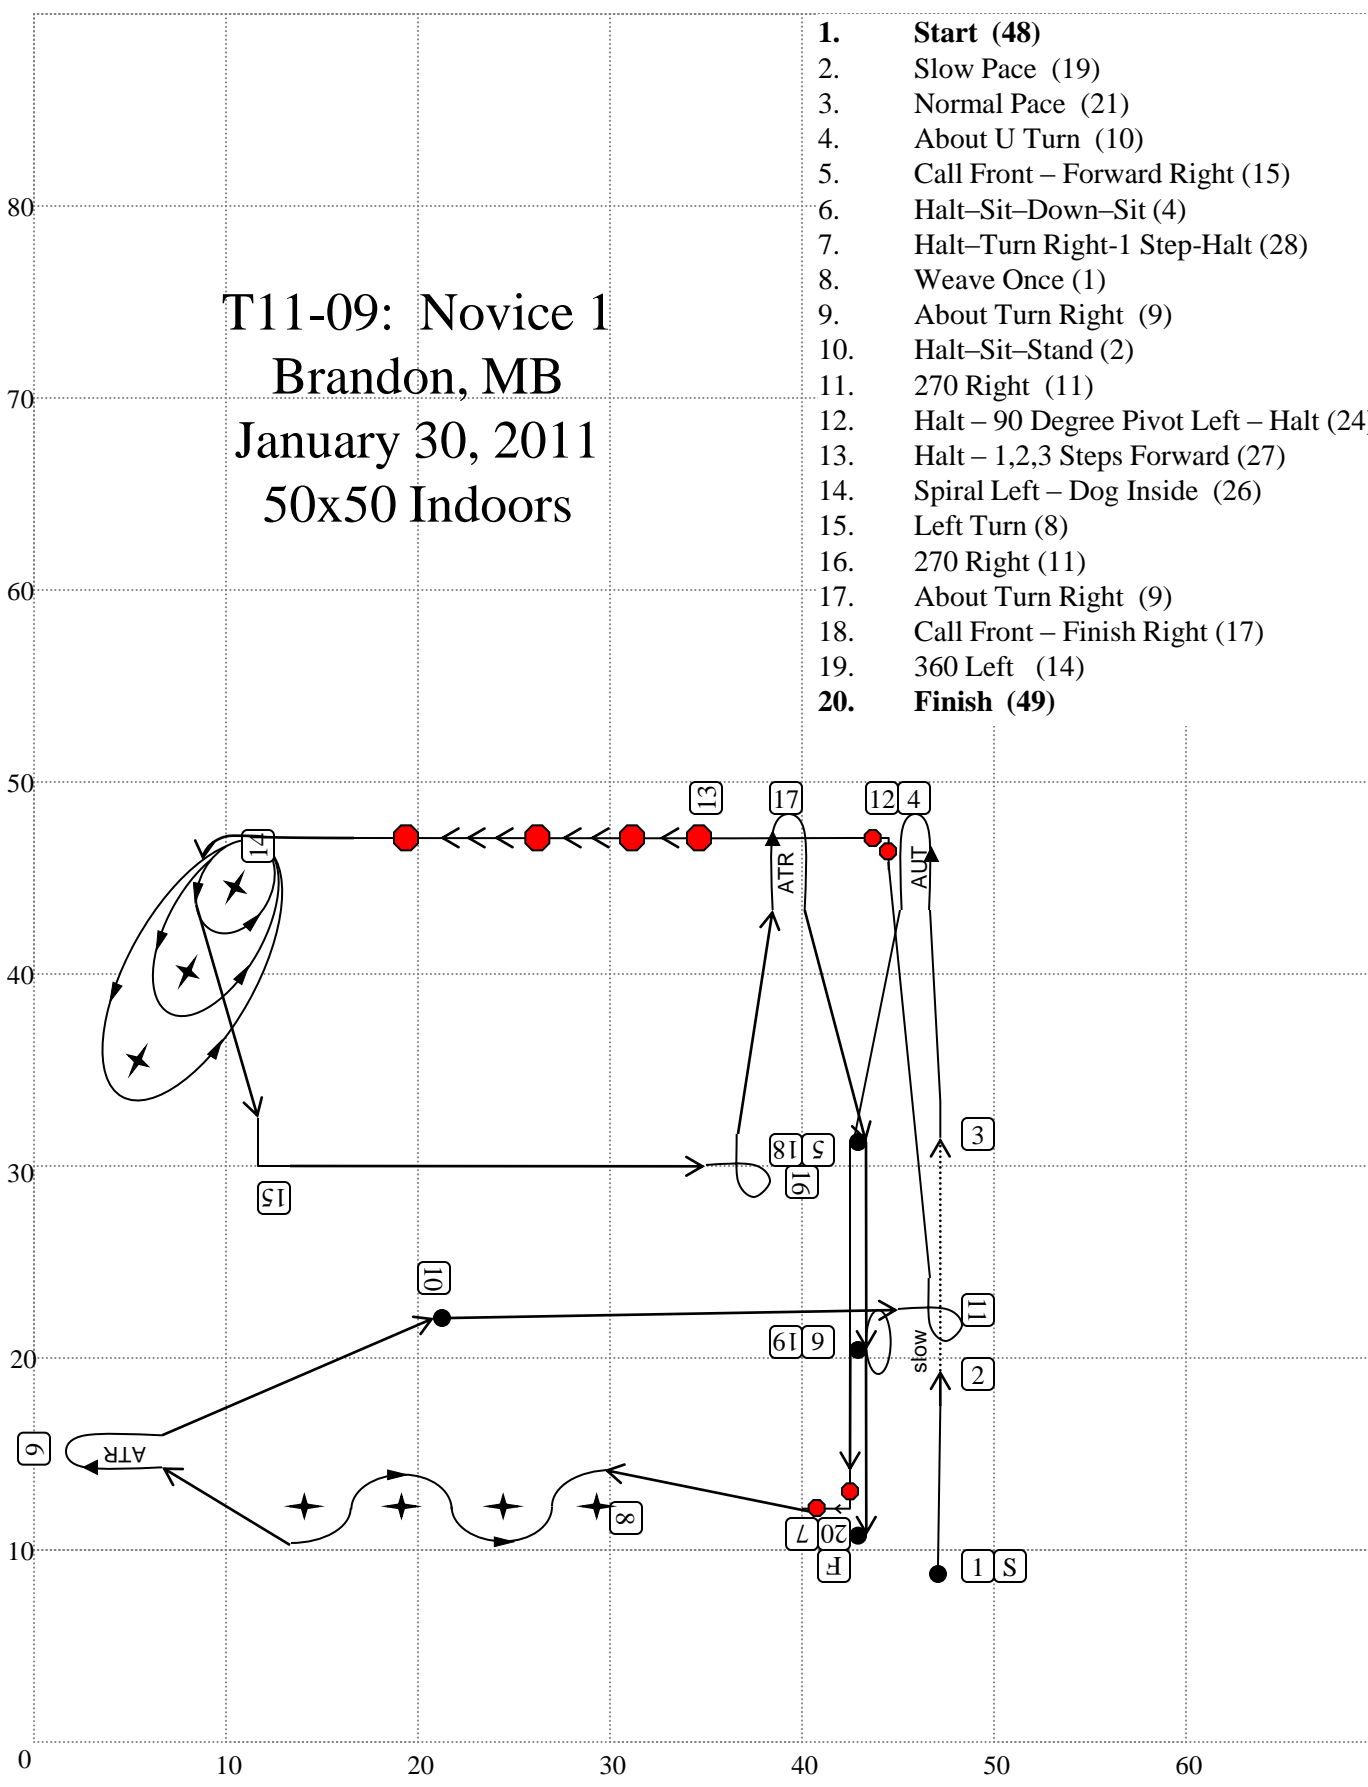 1. Start (48)
2. Slow Pace (19)
3. Normal Pace (21)
4. About U Turn (10)
5. Call Front – Forward Right (15)
6. Halt–Sit–Down–Sit (4)
7. Halt–Turn Right-1 Step-Halt (28)
8. Weave Once (1)
9. About Turn Right (9)
10. Halt–Sit–Stand (2)
11. 270 Right (11)
12. Halt – 90 Degree Pivot Left – Halt (24)
13. Halt – 1,2,3 Steps Forward (27)
14. Spiral Left – Dog Inside (26)
15. Left Turn (8)
16. 270 Right (11)
17. About Turn Right (9)
18. Call Front – Finish Right (17)
19. 360 Left (14)
20. Finish (49)
T11-09: Novice 1
Brandon, MB
January 30, 2011
50x50 Indoors
80
70
60
50
13
17
12 4
14
ATR
AUT
40
3
18 5
30
16
15
10
11
19 6
slow
20
2
9
ATR
8
7 20
10
F
1 S
0
10
20
30
40
50
60